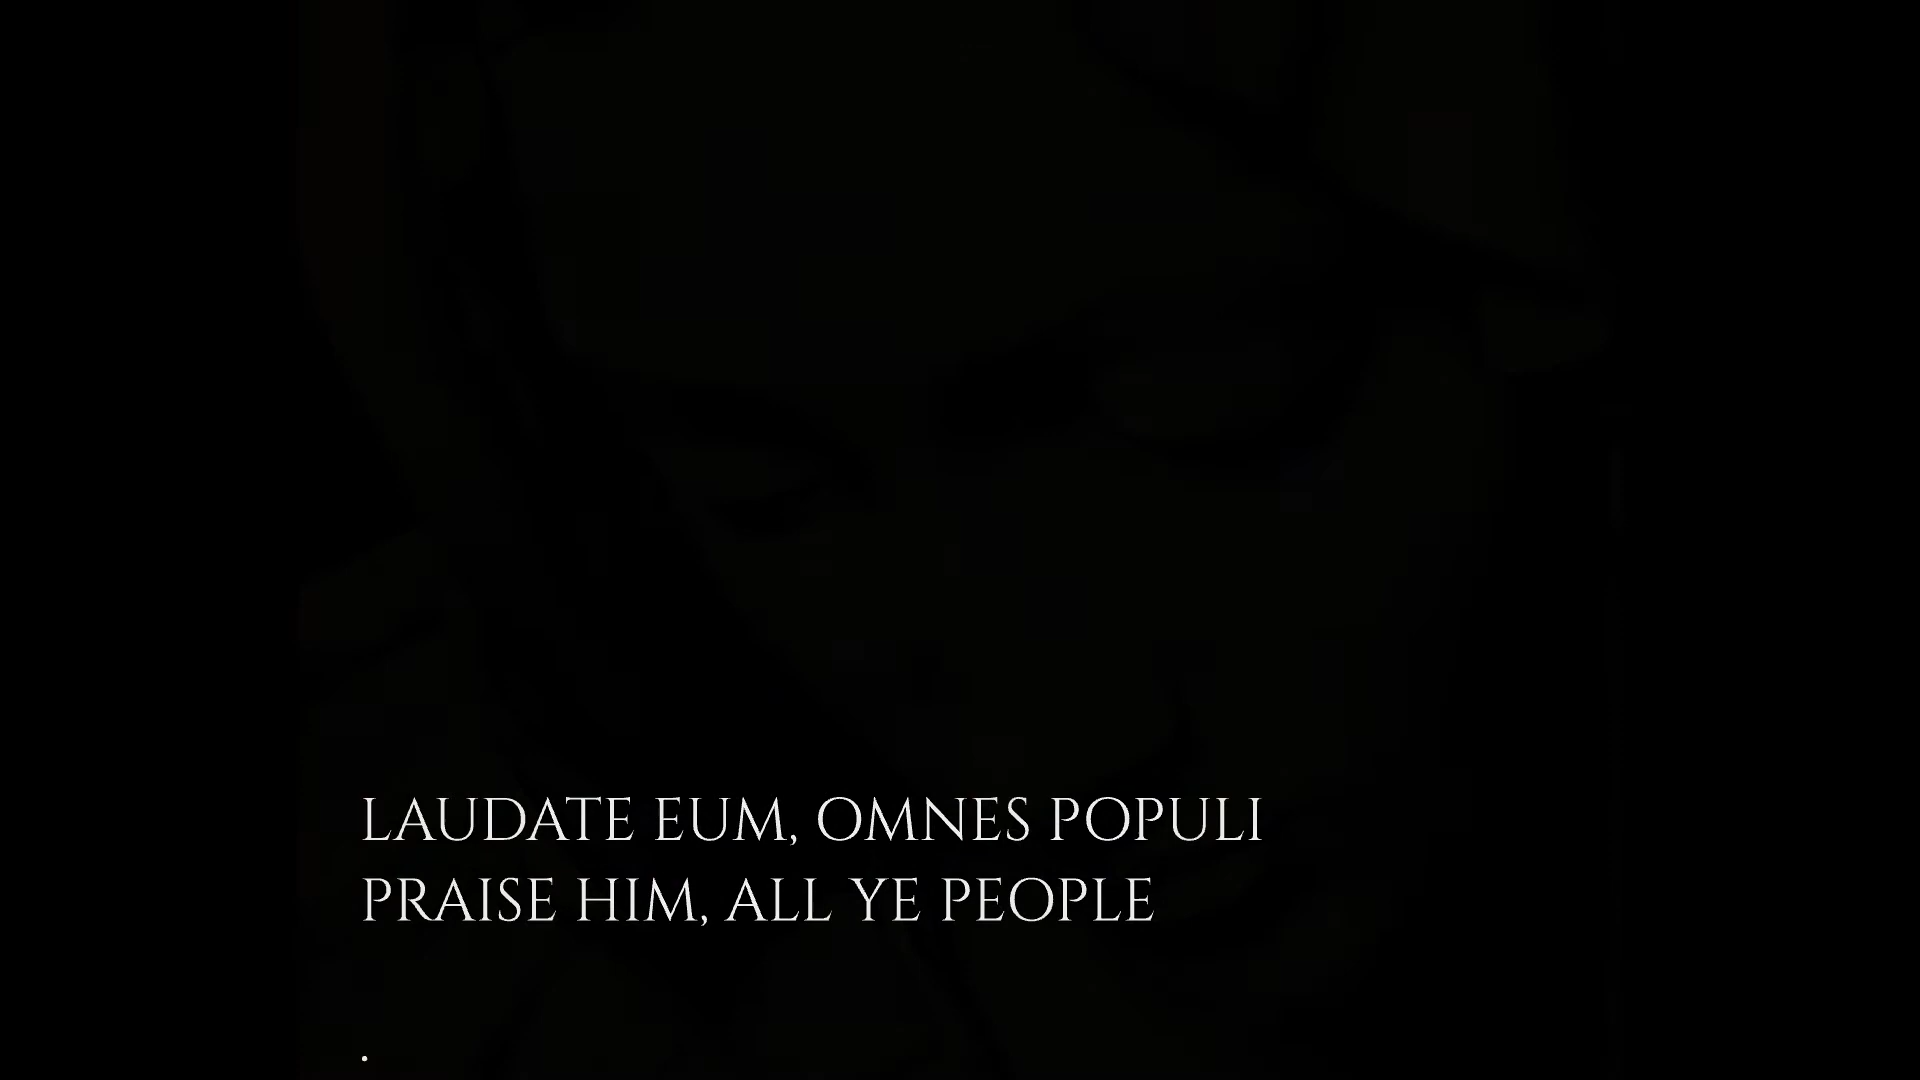 LAUDATE EUM, OMNES POPULI
PRAISE HIM, ALL YE PEOPLE
.